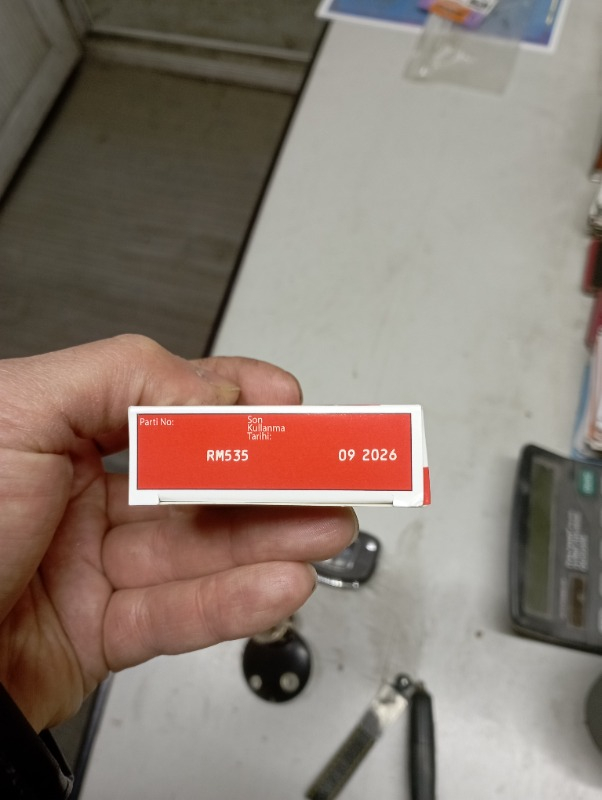 Parti No:
Son
Kullanma
Tarihi:
RM535 09 2026